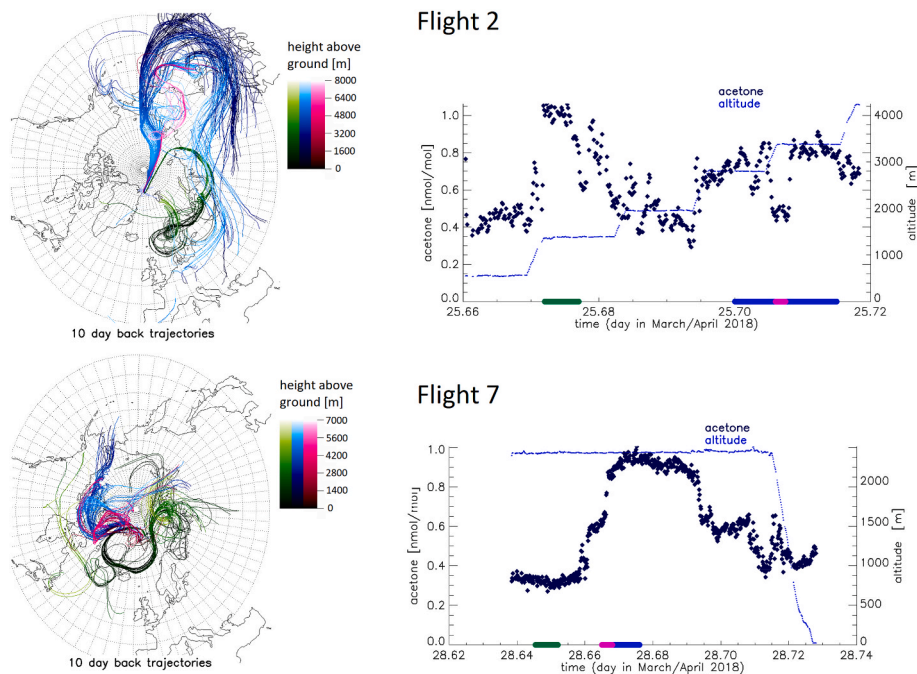 Flight 2
height above
ground [m]
8000
6400
4800
3200
1600
0
10 day back trajectories
acetone
altitude
acetone [nmol/mol]
1.0
0.8
0.6
0.4
0.2
0.0
4000
3000
2000
1000
0
altitude [m]
25.66 25.68 25.70 25.72
time (day in March/April 2018)
Flight 7
height above
ground [m]
7000
5600
4200
2800
1400
0
10 day back trajectories
acetone
altitude
acetone [nmol/mol]
1.0
0.8
0.6
0.4
0.2
0.0
2000
1500
1000
500
0
altitude [m]
28.62 28.64 28.66 28.68 28.70 28.72 28.74
time (day in March/April 2018)